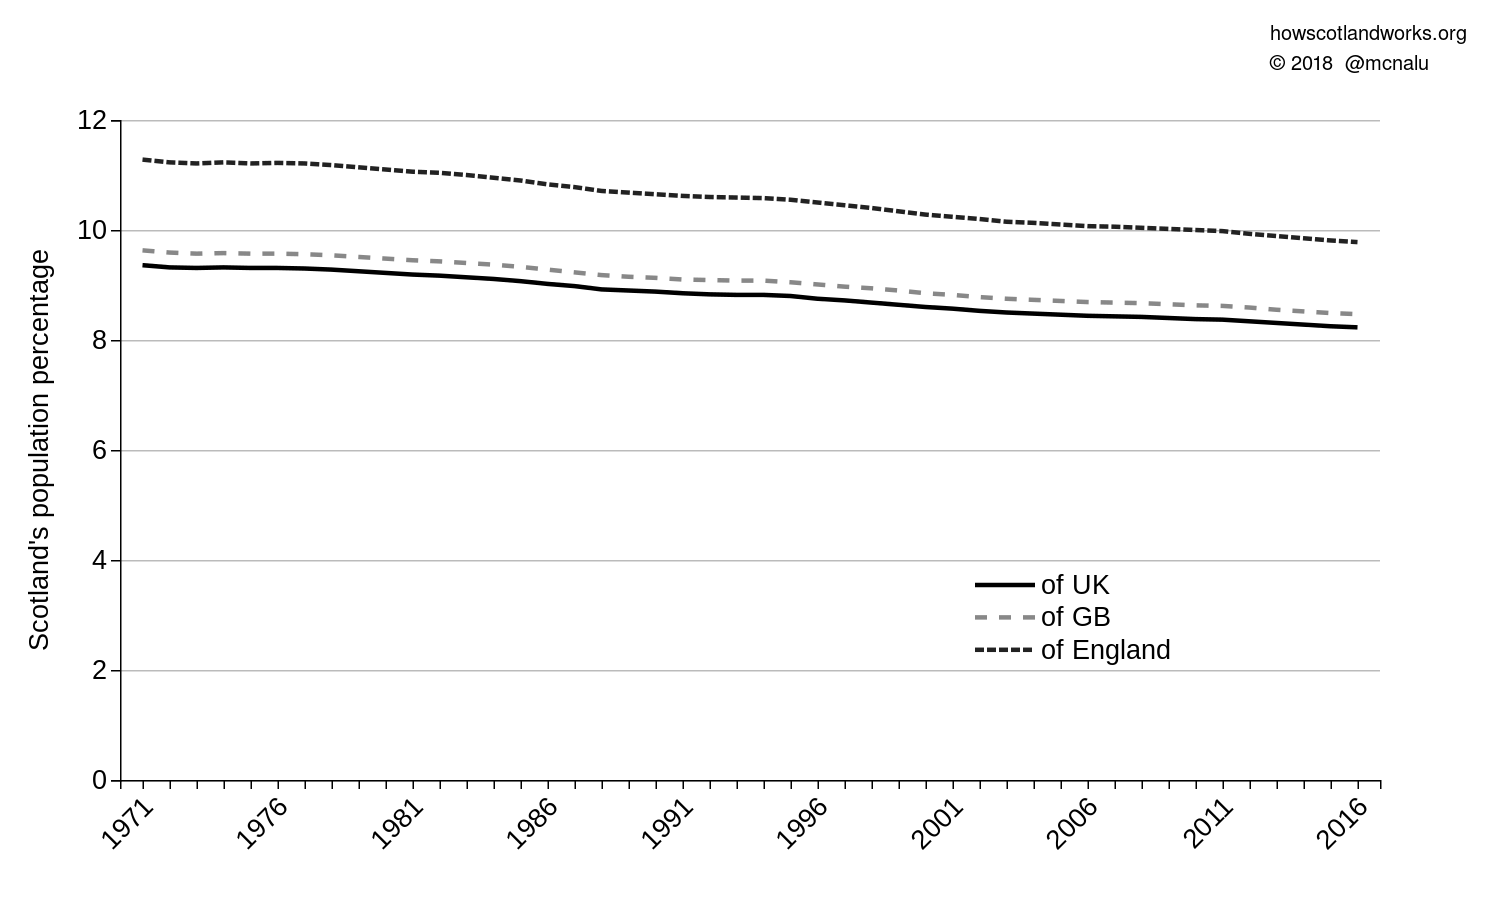 howscotlandworks.org
© 2018 @mcnalu
12
10
8
6
4
2
0
Scotland's population percentage
of UK
of GB
of England
1971
1976
1981
1986
1991
1996
2001
2006
2011
2016